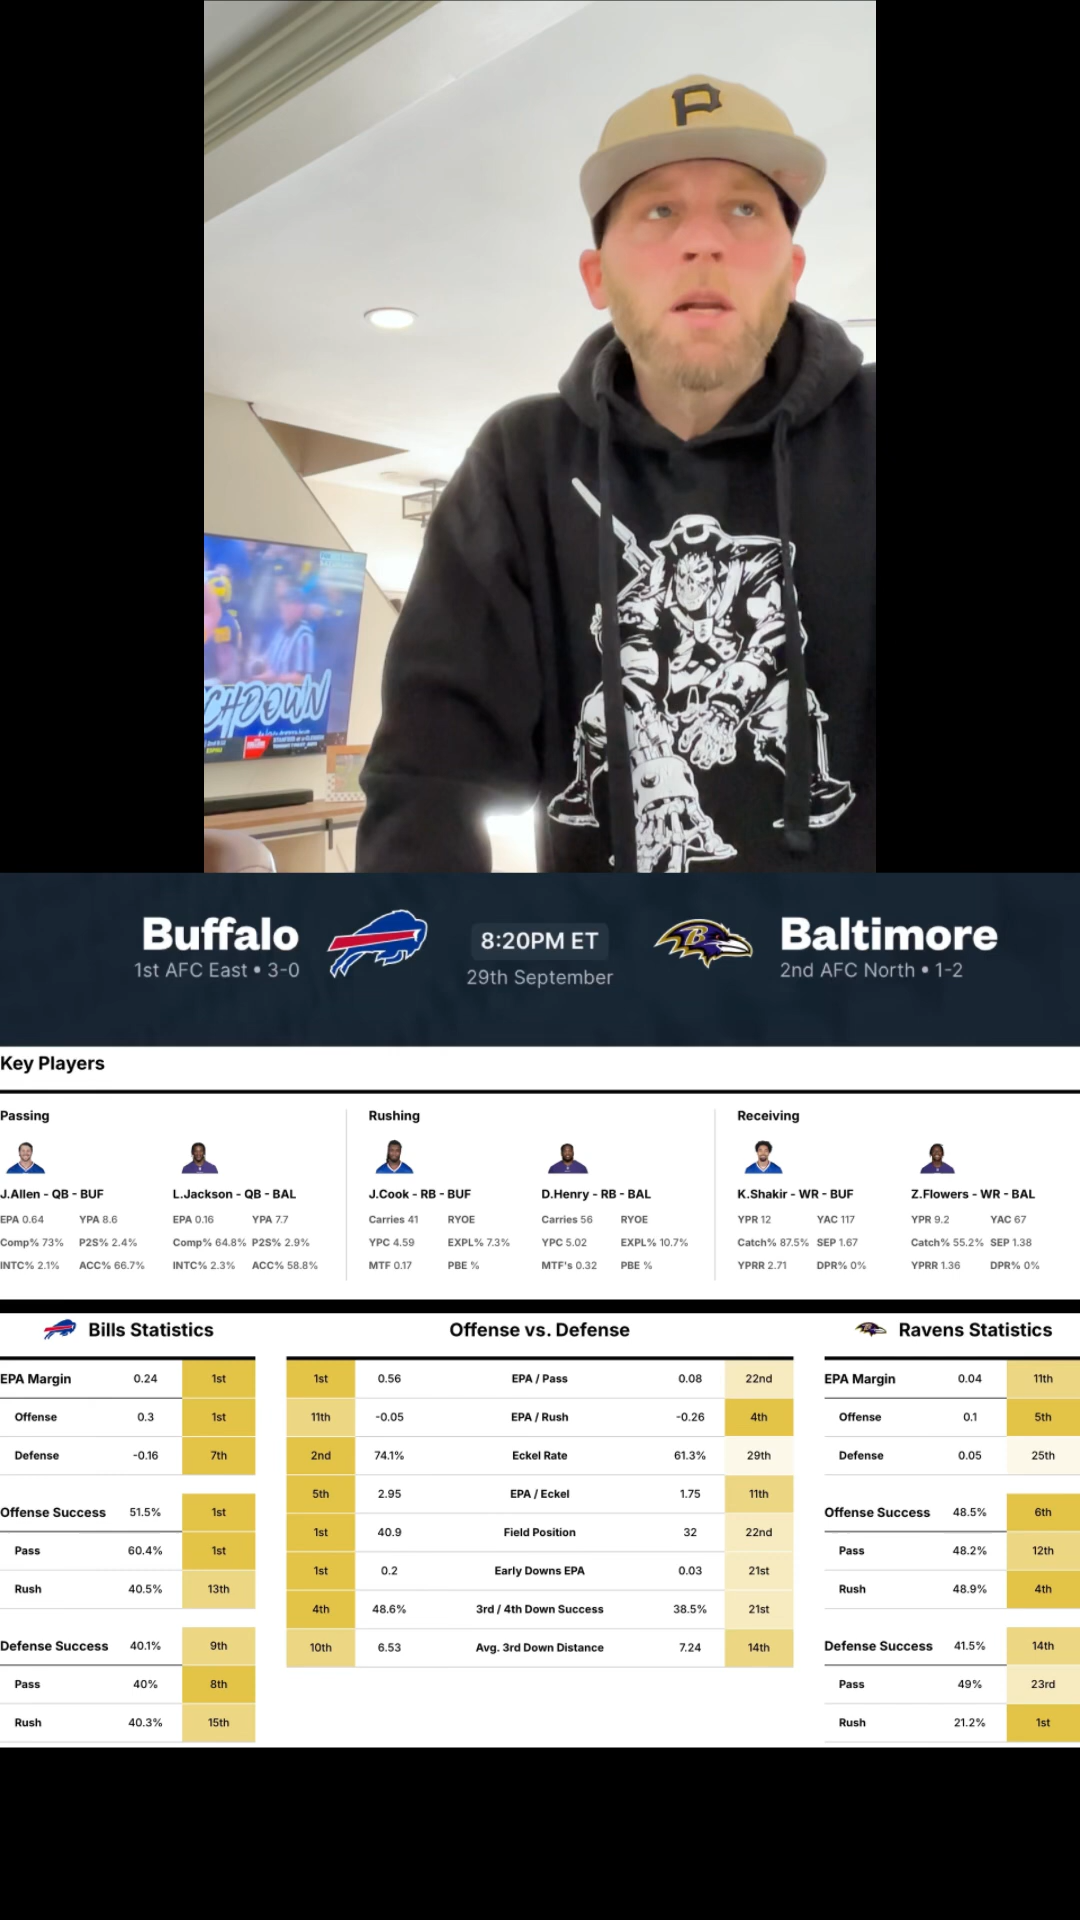 P
CHDOWN
Buffalo
1st AFC East • 3-0
8:20PM ET
29th September
Baltimore
2nd AFC North • 1-2
Key Players
Passing
J.Allen - QB - BUF
EPA 0.64 YPA 8.6
Comp% 73% P2S% 2.4%
INTC% 2.1% ACC% 66.7%
L.Jackson - QB - BAL
EPA 0.16 YPA 7.7
Comp% 64.8% P2S% 2.9%
INTC% 2.3% ACC% 58.8%
Rushing
J.Cook - RB - BUF
Carries 41 RYOE
YPC 4.59 EXPL% 7.3%
MTF 0.17 PBE %
D.Henry - RB - BAL
Carries 56 RYOE
YPC 5.02 EXPL% 10.7%
MTF's 0.32 PBE %
Receiving
K.Shakir - WR - BUF
YPR 12 YAC 117
Catch% 87.5% SEP 1.67
YPRR 2.71 DPR% 0%
Z.Flowers - WR - BAL
YPR 9.2 YAC 67
Catch% 55.2% SEP 1.38
YPRR 1.36 DPR% 0%
Bills Statistics
EPA Margin 0.24 1st
Offense 0.3 1st
Defense -0.16 7th
Offense Success 51.5% 1st
Pass 60.4% 1st
Rush 40.5% 13th
Defense Success 40.1% 9th
Pass 40% 8th
Rush 40.3% 15th
Offense vs. Defense
1st 0.56 EPA / Pass 0.08 22nd
11th -0.05 EPA / Rush -0.26 4th
2nd 74.1% Eckel Rate 61.3% 29th
5th 2.95 EPA / Eckel 1.75 11th
1st 40.9 Field Position 32 22nd
1st 0.2 Early Downs EPA 0.03 21st
4th 48.6% 3rd / 4th Down Success 38.5% 21st
10th 6.53 Avg. 3rd Down Distance 7.24 14th
Ravens Statistics
EPA Margin 0.04 11th
Offense 0.1 5th
Defense 0.05 25th
Offense Success 48.5% 6th
Pass 48.2% 12th
Rush 48.9% 4th
Defense Success 41.5% 14th
Pass 49% 23rd
Rush 21.2% 1st